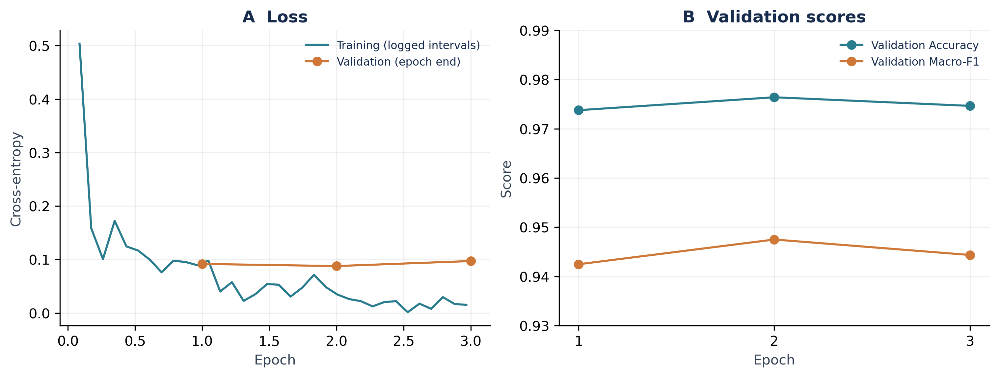 A Loss
0.5
0.4
0.3
0.2
0.1
0.0
Cross-entropy
Training (logged intervals)
Validation (epoch end)
0.0 0.5 1.0 1.5 2.0 2.5 3.0
Epoch
B Validation scores
0.99
0.98
0.97
0.96
0.95
0.94
0.93
Score
Validation Accuracy
Validation Macro-F1
1 2 3
Epoch